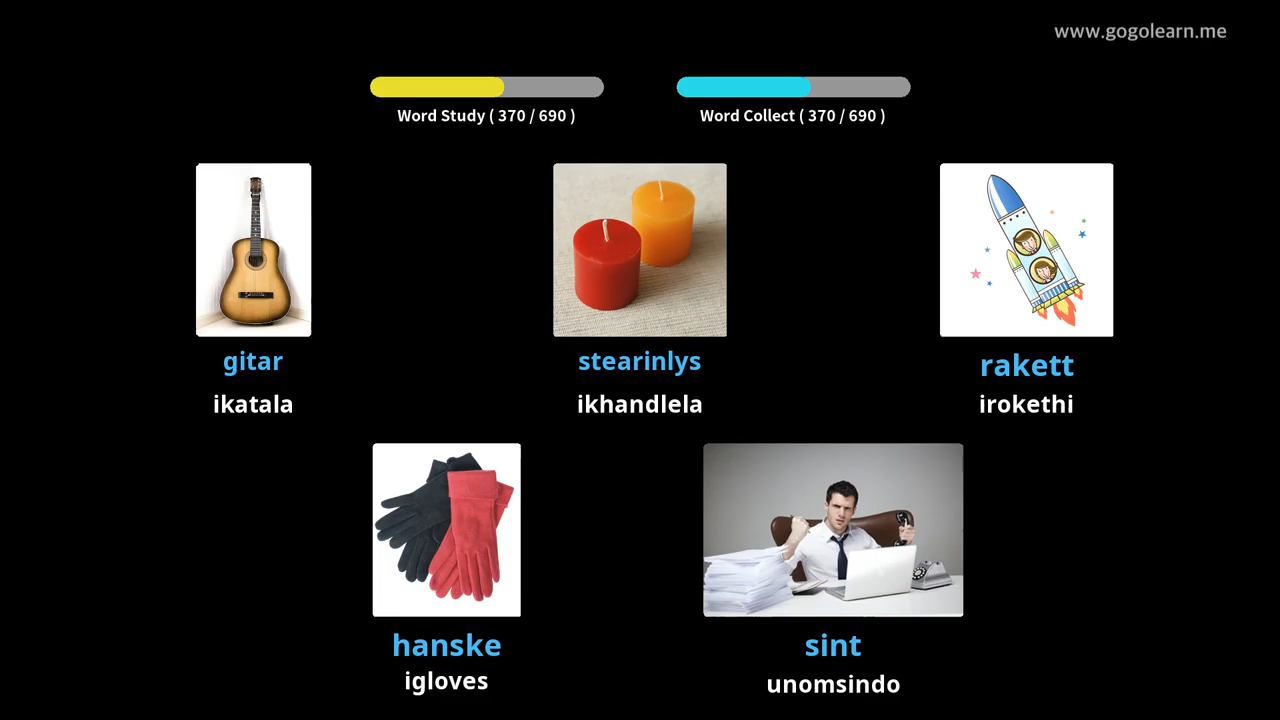 www.gogolearn.me
Word Study ( 370 / 690 )
Word Collect ( 370 / 690 )
gitar
ikatala
stearinlys
ikhandlela
rakett
irokethi
hanske
igloves
sint
unomsindo